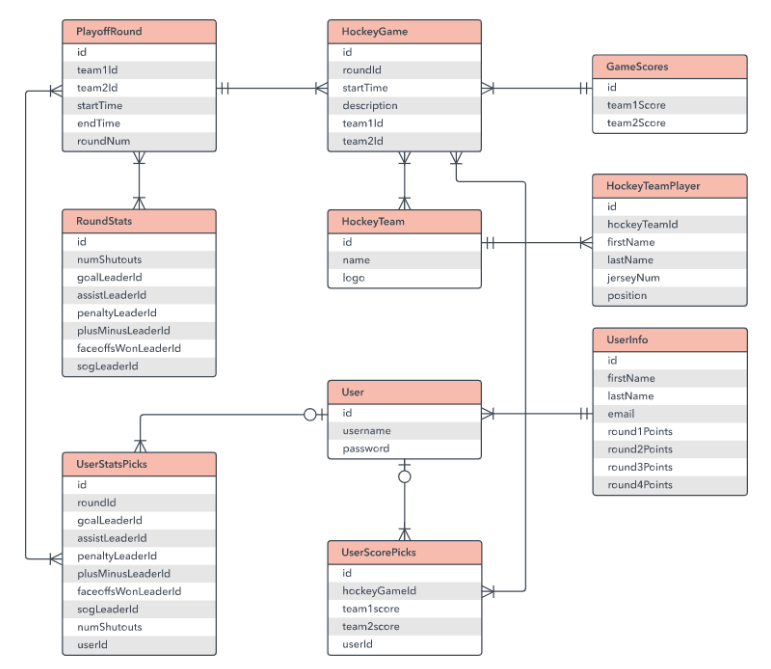 PlayoffRound
id
team1Id
team2Id
startTime
endTime
roundNum
HockeyGame
id
roundId
startTime
description
team1Id
team2Id
GameScores
id
team1Score
team2Score
HockeyTeamPlayer
id
hockeyTeamId
firstName
lastName
jerseyNum
position
RoundStats
id
numShutouts
goalLeaderId
assistLeaderId
penaltyLeaderId
plusMinusLeaderId
faceoffsWonLeaderId
sogLeaderId
HockeyTeam
id
name
logo
UserInfo
id
firstName
lastName
email
round1Points
round2Points
round3Points
round4Points
User
id
username
password
UserStatsPicks
id
roundId
goalLeaderId
assistLeaderId
penaltyLeaderId
plusMinusLeaderId
faceoffsWonLeaderId
sogLeaderId
numShutouts
userId
UserScorePicks
id
hockeyGameId
team1score
team2score
userId